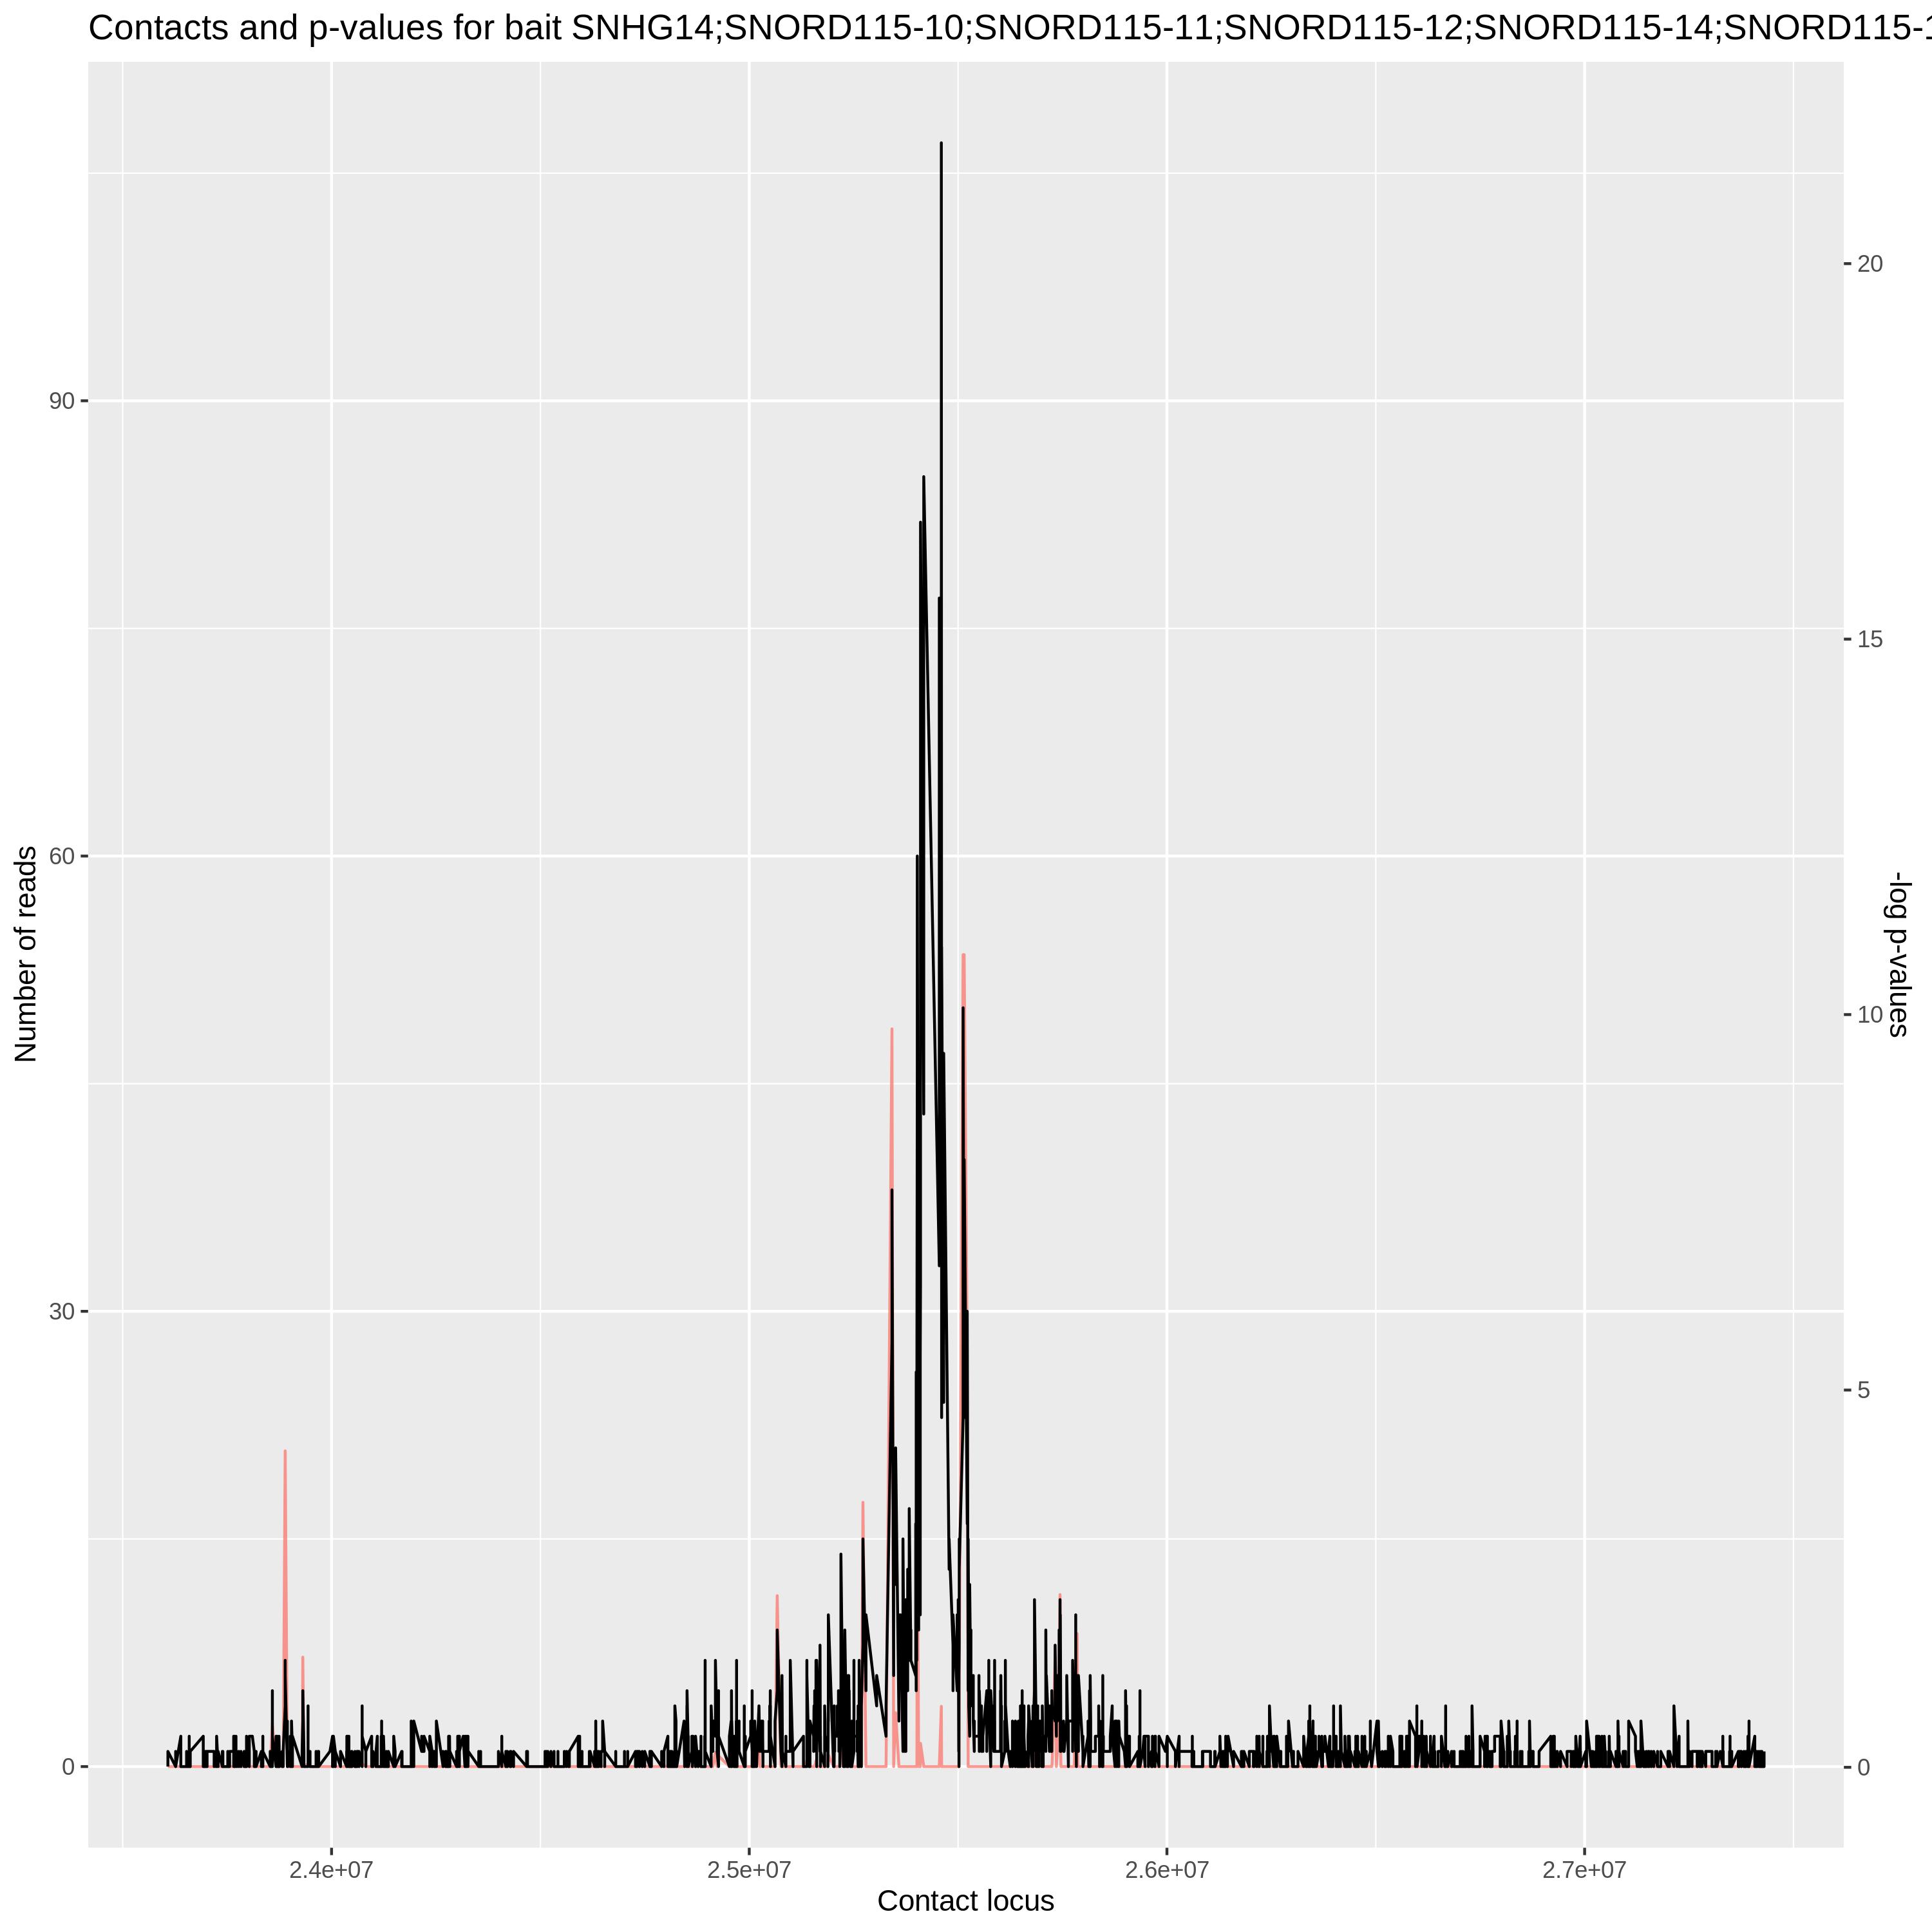 Contacts and p-values for bait SNHG14;SNORD115-10;SNORD115-11;SNORD115-12;SNORD115-14;SNORD115-1
90
60
30
0
Number of reads
20
15
10
5
0
-log p-values
2.4e+07
2.5e+07
2.6e+07
2.7e+07
Contact locus